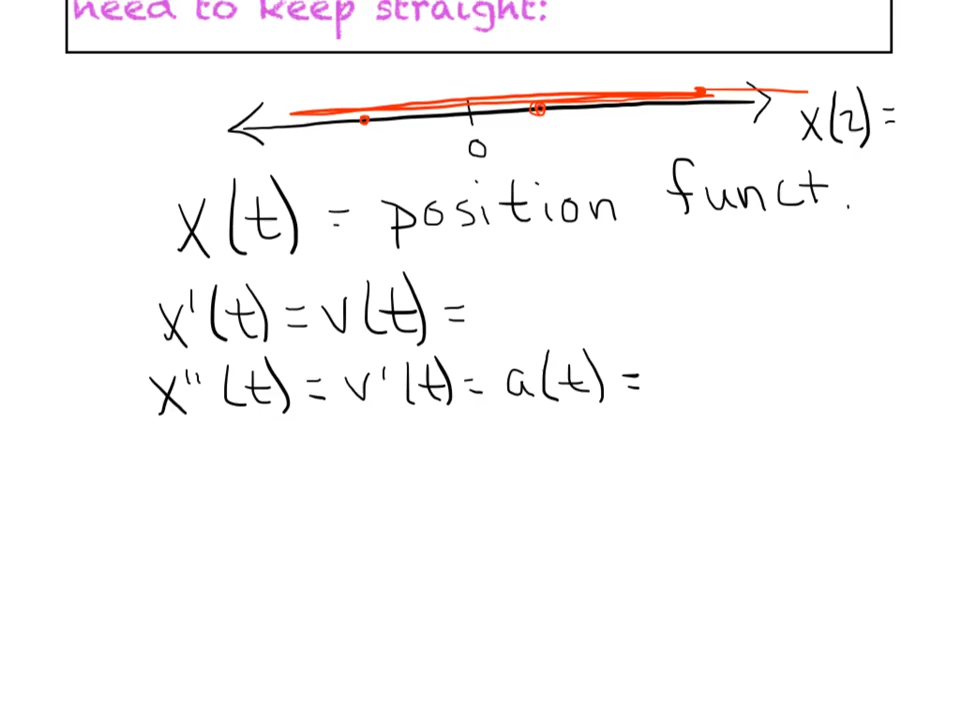 need to keep straight:
x(2) =
0
x(t) = position funct.
x'(t) = v(t) =
x''(t) = v'(t) = a(t) =